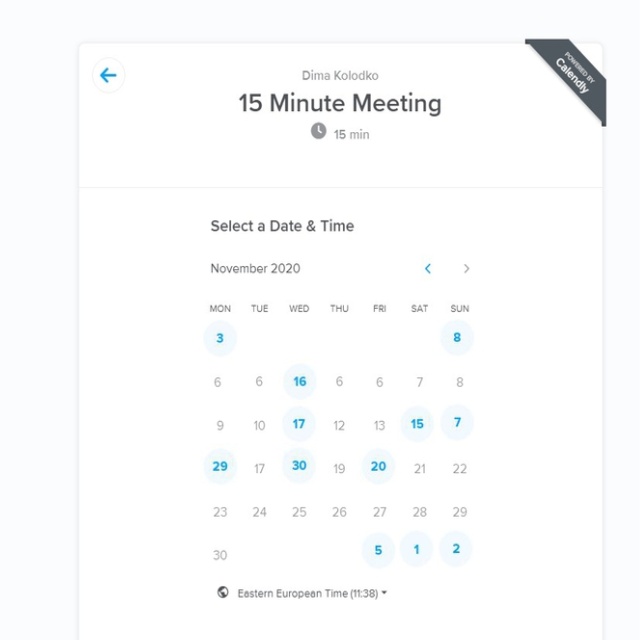 POWERED BY
Calendly
Dima Kolodko
15 Minute Meeting
15 min
Select a Date & Time
November 2020
MON TUE WED THU FRI SAT SUN
3 8
6 6 16 6 6 7 8
9 10 17 12 13 15 7
29 17 30 19 20 21 22
23 24 25 26 27 28 29
30 5 1 2
Eastern European Time (11:38)